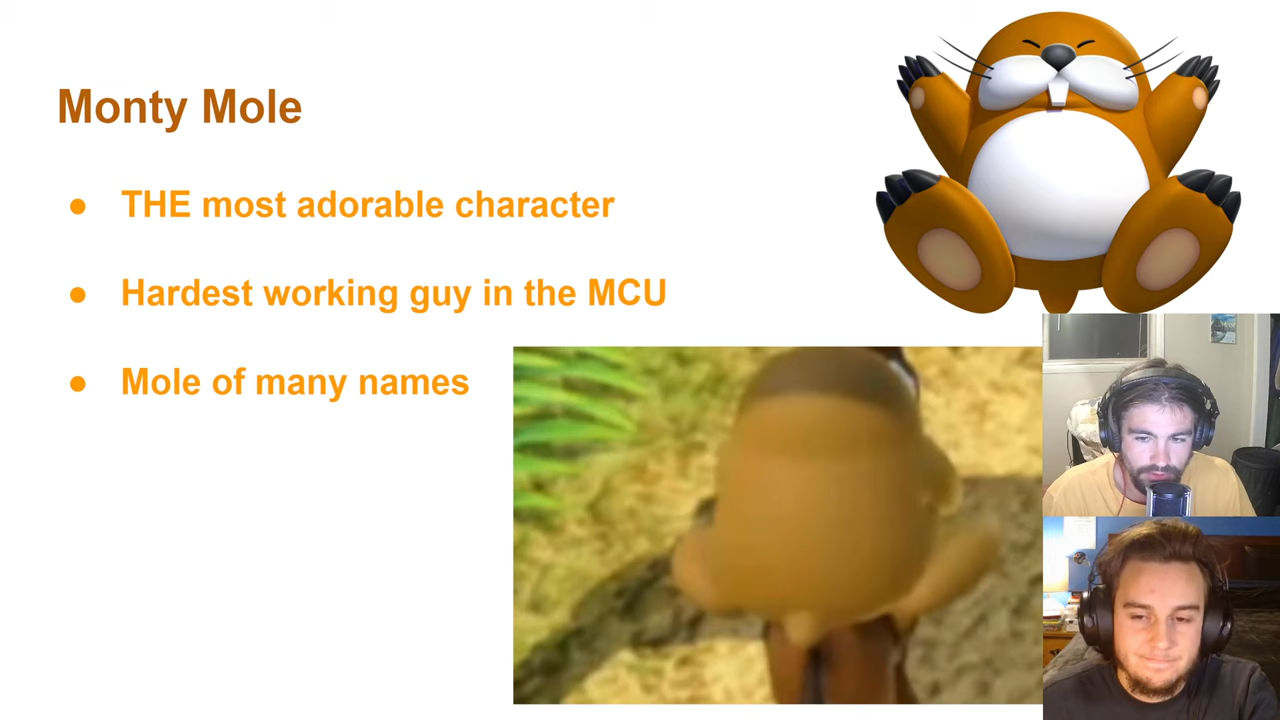 Monty Mole
● THE most adorable character
● Hardest working guy in the MCU
● Mole of many names